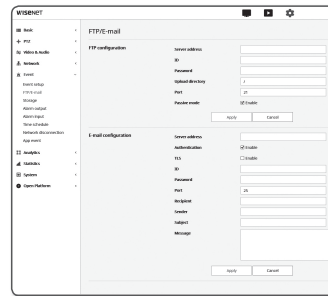 WISENET
Basic
PTZ
Video & Audio
Network
Event
Event setup
FTP/E-mail
Storage
Alarm output
Alarm input
Time schedule
Network disconnection
App event
Analytics
Statistics
System
Open Platform
FTP/E-mail
FTP configuration
Server address
ID
Password
Upload directory /
Port 21
Passive mode Enable
Apply Cancel
E-mail configuration
Server address
Authentication Enable
TLS Enable
ID
Password
Port 25
Recipient
Sender
Subject
Message
Apply Cancel